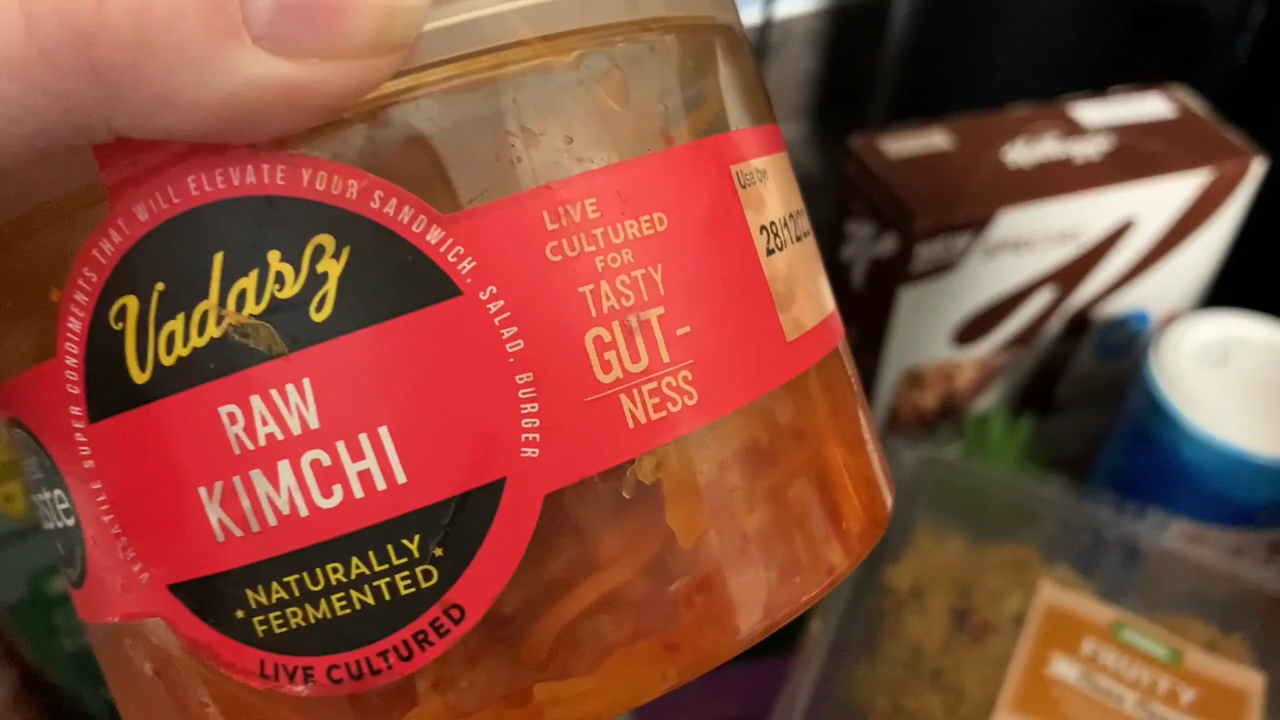 VERSATILE SUPER CONDIMENTS THAT WILL ELEVATE YOUR SANDWICH, SALAD, BURGER
Vadasz
RAW
KIMCHI
NATURALLY
FERMENTED
LIVE CULTURED
LIVE
CULTURED
FOR
TASTY
GUT-
NESS
Use by
28/12/2
Kellogg's
FRUITY